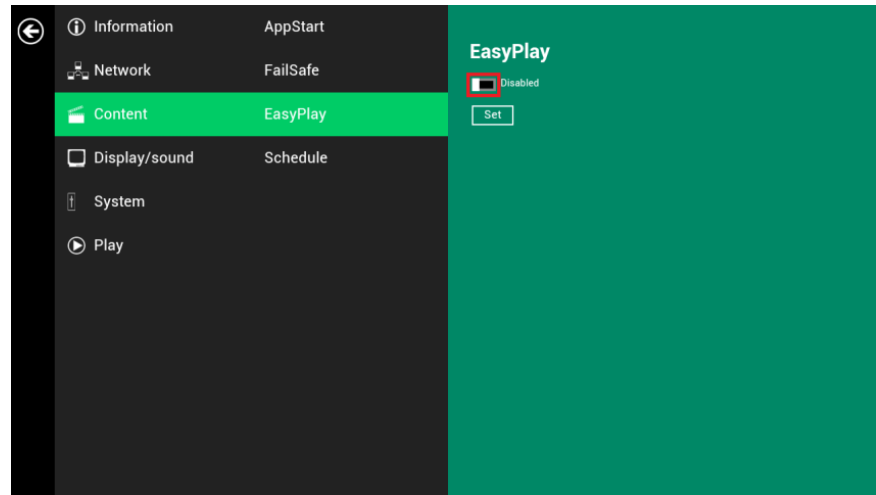 Information
Network
Content
Display/sound
System
Play
AppStart
FailSafe
EasyPlay
Schedule
EasyPlay
Disabled
Set